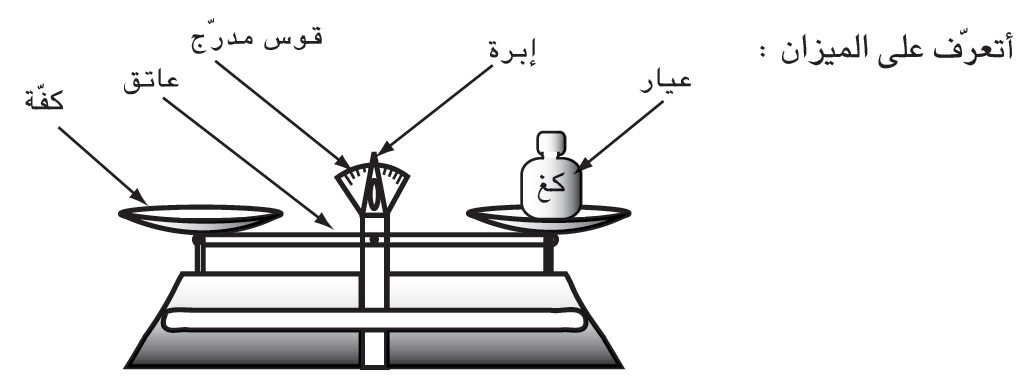 أتعرّف على الميزان :
عيار
إبرة
قوس مدرّج
عاتق
كفّة
كغ